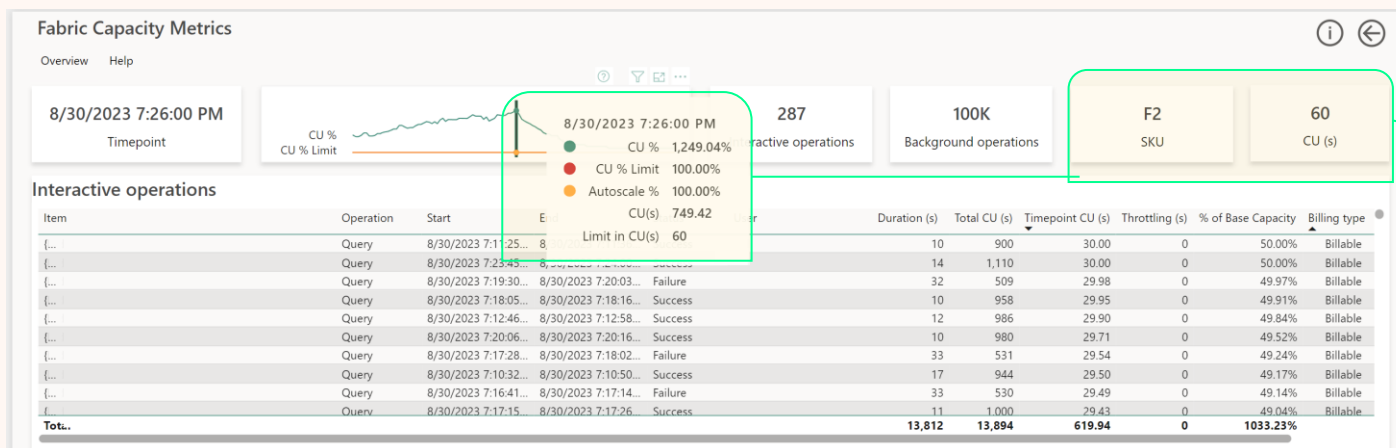 Fabric Capacity Metrics
Overview Help
8/30/2023 7:26:00 PM
Timepoint
CU %
CU % Limit
8/30/2023 7:26:00 PM
CU % 1,249.04%
CU % Limit 100.00%
Autoscale % 100.00%
CU(s) 749.42
Limit in CU(s) 60
287
operations
100K
Background operations
F2
SKU
60
CU (s)
Interactive operations
Item Operation Start Duration (s) Total CU (s) Timepoint CU (s) Throttling (s) % of Base Capacity Billing type
{... Query 8/30/2023 7:11:25... 10 900 30.00 0 50.00% Billable
{... Query 8/30/2023 7:23:45... 14 1,110 30.00 0 50.00% Billable
{... Query 8/30/2023 7:19:30... 8/30/2023 7:20:03... Failure 32 509 29.98 0 49.97% Billable
{... Query 8/30/2023 7:18:05... 8/30/2023 7:18:16... Success 10 958 29.95 0 49.91% Billable
{... Query 8/30/2023 7:12:46... 8/30/2023 7:12:58... Success 12 986 29.90 0 49.84% Billable
{... Query 8/30/2023 7:20:06... 8/30/2023 7:20:16... Success 10 980 29.71 0 49.52% Billable
{... Query 8/30/2023 7:17:28... 8/30/2023 7:18:02... Failure 33 531 29.54 0 49.24% Billable
{... Query 8/30/2023 7:10:32... 8/30/2023 7:10:50... Success 17 944 29.50 0 49.17% Billable
{... Query 8/30/2023 7:16:41... 8/30/2023 7:17:14... Failure 33 530 29.49 0 49.14% Billable
{... Query 8/30/2023 7:17:15... 8/30/2023 7:17:26... Success 11 1,000 29.43 0 49.04% Billable
Tot... 13,812 13,894 619.94 0 1033.23%